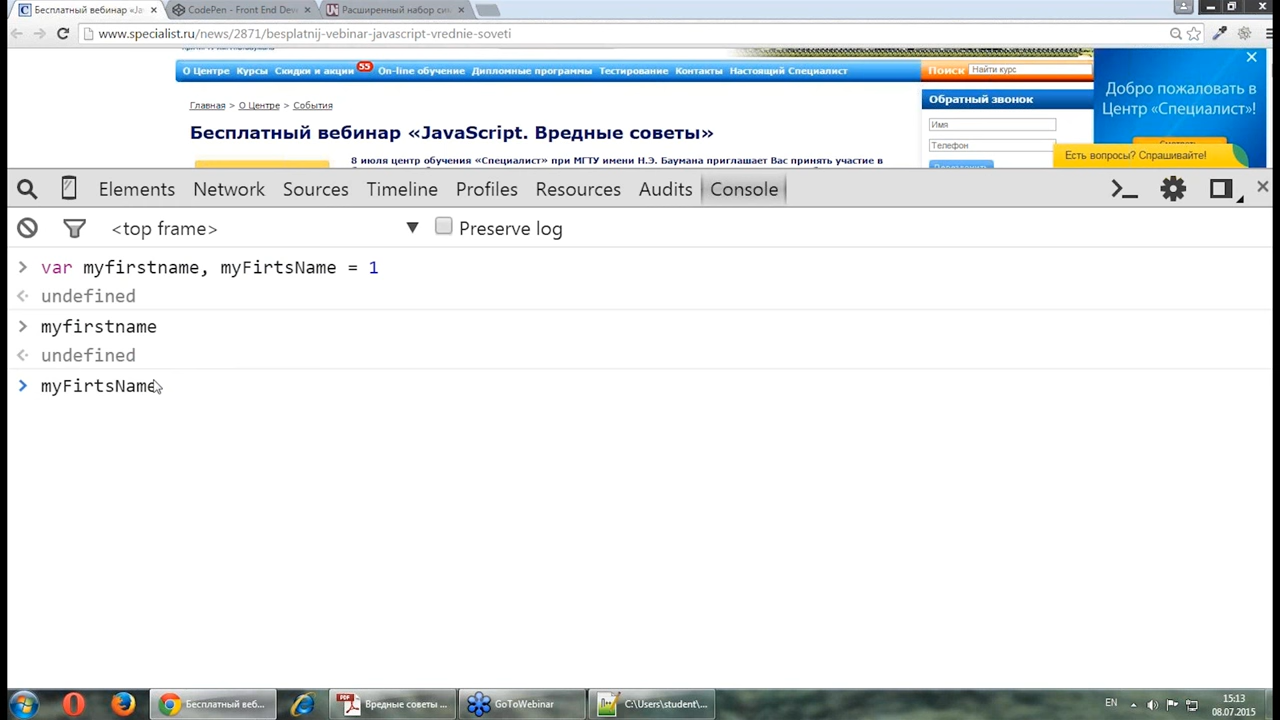 Бесплатный вебинар «Ja
CodePen - Front End Dev
Расширенный набор сим
www.specialist.ru/news/2871/besplatnij-vebinar-javascript-vrednie-soveti
О Центре Курсы Скидки и акции 55 On-line обучение Дипломные программы Тестирование Контакты Настоящий Специалист
Поиск Найти курс
Главная > О Центре > События
Обратный звонок
Имя
Телефон
Добро пожаловать в
Центр «Специалист»!
Есть вопросы? Спрашивайте!
Бесплатный вебинар «JavaScript. Вредные советы»
8 июля центр обучения «Специалист» при МГТУ имени Н.Э. Баумана приглашает Вас принять участие в
Elements Network Sources Timeline Profiles Resources Audits Console
<top frame> Preserve log
> var myfirstname, myFirtsName = 1
undefined
> myfirstname
undefined
> myFirtsName
Бесплатный веб...
Вредные советы ...
GoToWebinar
C:\Users\student\...
EN
15:13
08.07.2015